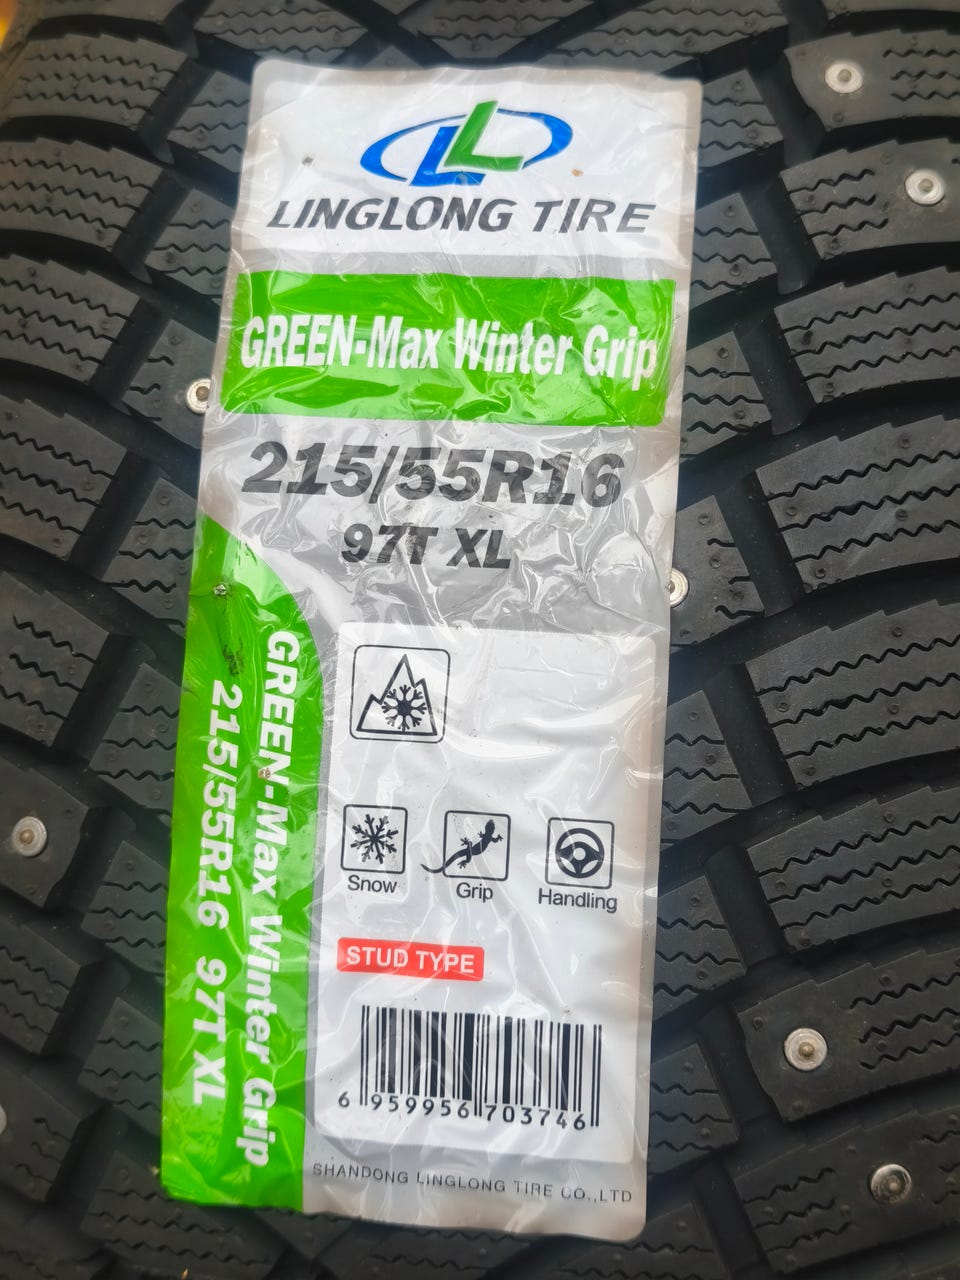 LL
LINGLONG TIRE
GREEN-Max Winter Grip
215/55R16
97T XL
GREEN-Max Winter Grip
215/55R16 97T XL
Snow
Grip
Handling
STUD TYPE
6 959956 703746
SHANDONG LINGLONG TIRE CO.,LTD